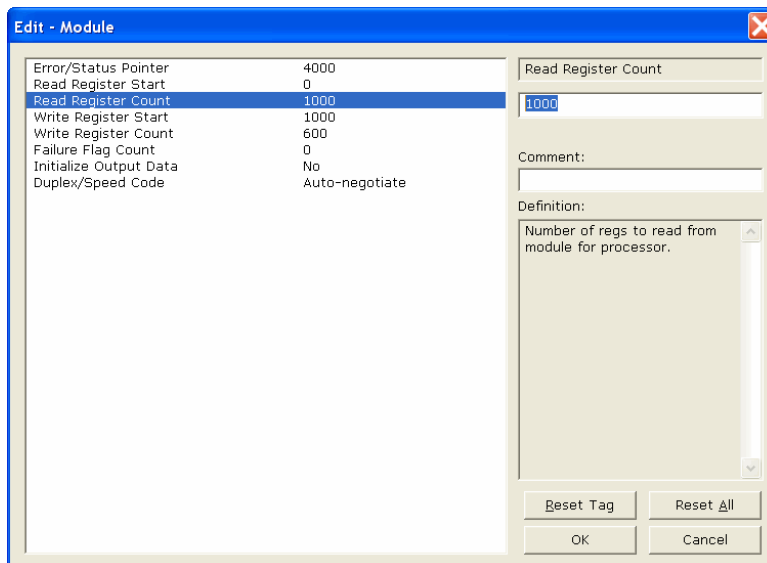 Edit - Module
Error/Status Pointer 4000
Read Register Start 0
Read Register Count 1000
Write Register Start 1000
Write Register Count 600
Failure Flag Count 0
Initialize Output Data No
Duplex/Speed Code Auto-negotiate
Read Register Count
1000
Comment:
Definition:
Number of regs to read from
module for processor.
Reset Tag Reset All
OK Cancel